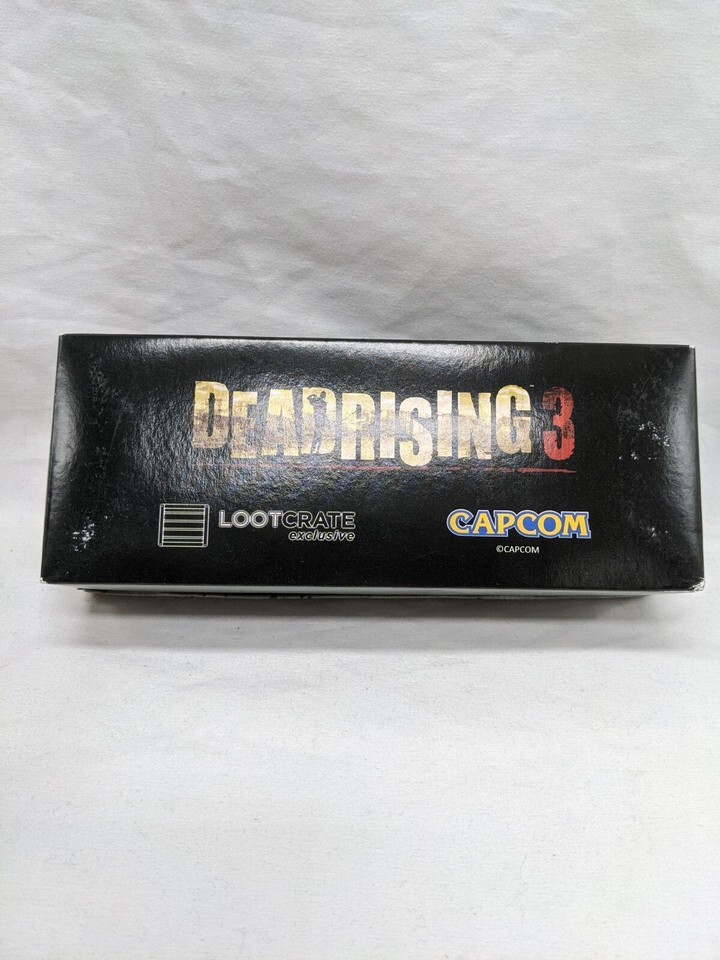 DEADRISING 3
LOOTCRATE
exclusive
CAPCOM
©CAPCOM